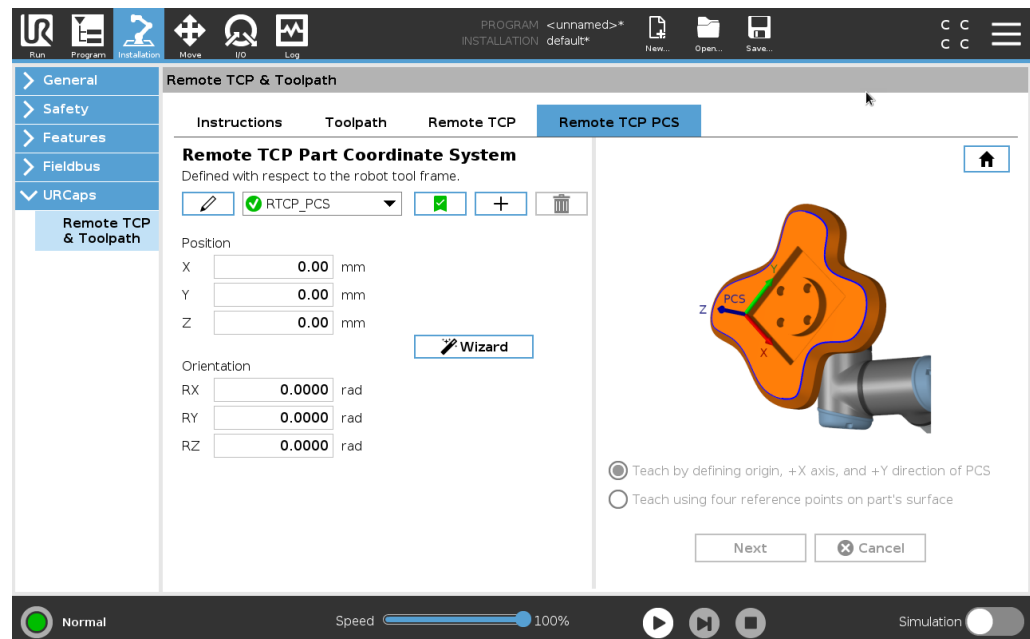 PROGRAM <unnamed>*
INSTALLATION default*
Run Program Installation Move I/O Log New... Open... Save...
C C
C C
General
Safety
Features
Fieldbus
URCaps
Remote TCP
& Toolpath
Remote TCP & Toolpath
Instructions Toolpath Remote TCP Remote TCP PCS
Remote TCP Part Coordinate System
Defined with respect to the robot tool frame.
RTCP_PCS
Position
X 0.00 mm
Y 0.00 mm
Z 0.00 mm
Wizard
Orientation
RX 0.0000 rad
RY 0.0000 rad
RZ 0.0000 rad
Y
PCS
Z
X
Teach by defining origin, +X axis, and +Y direction of PCS
Teach using four reference points on part's surface
Next Cancel
Normal Speed 100% Simulation